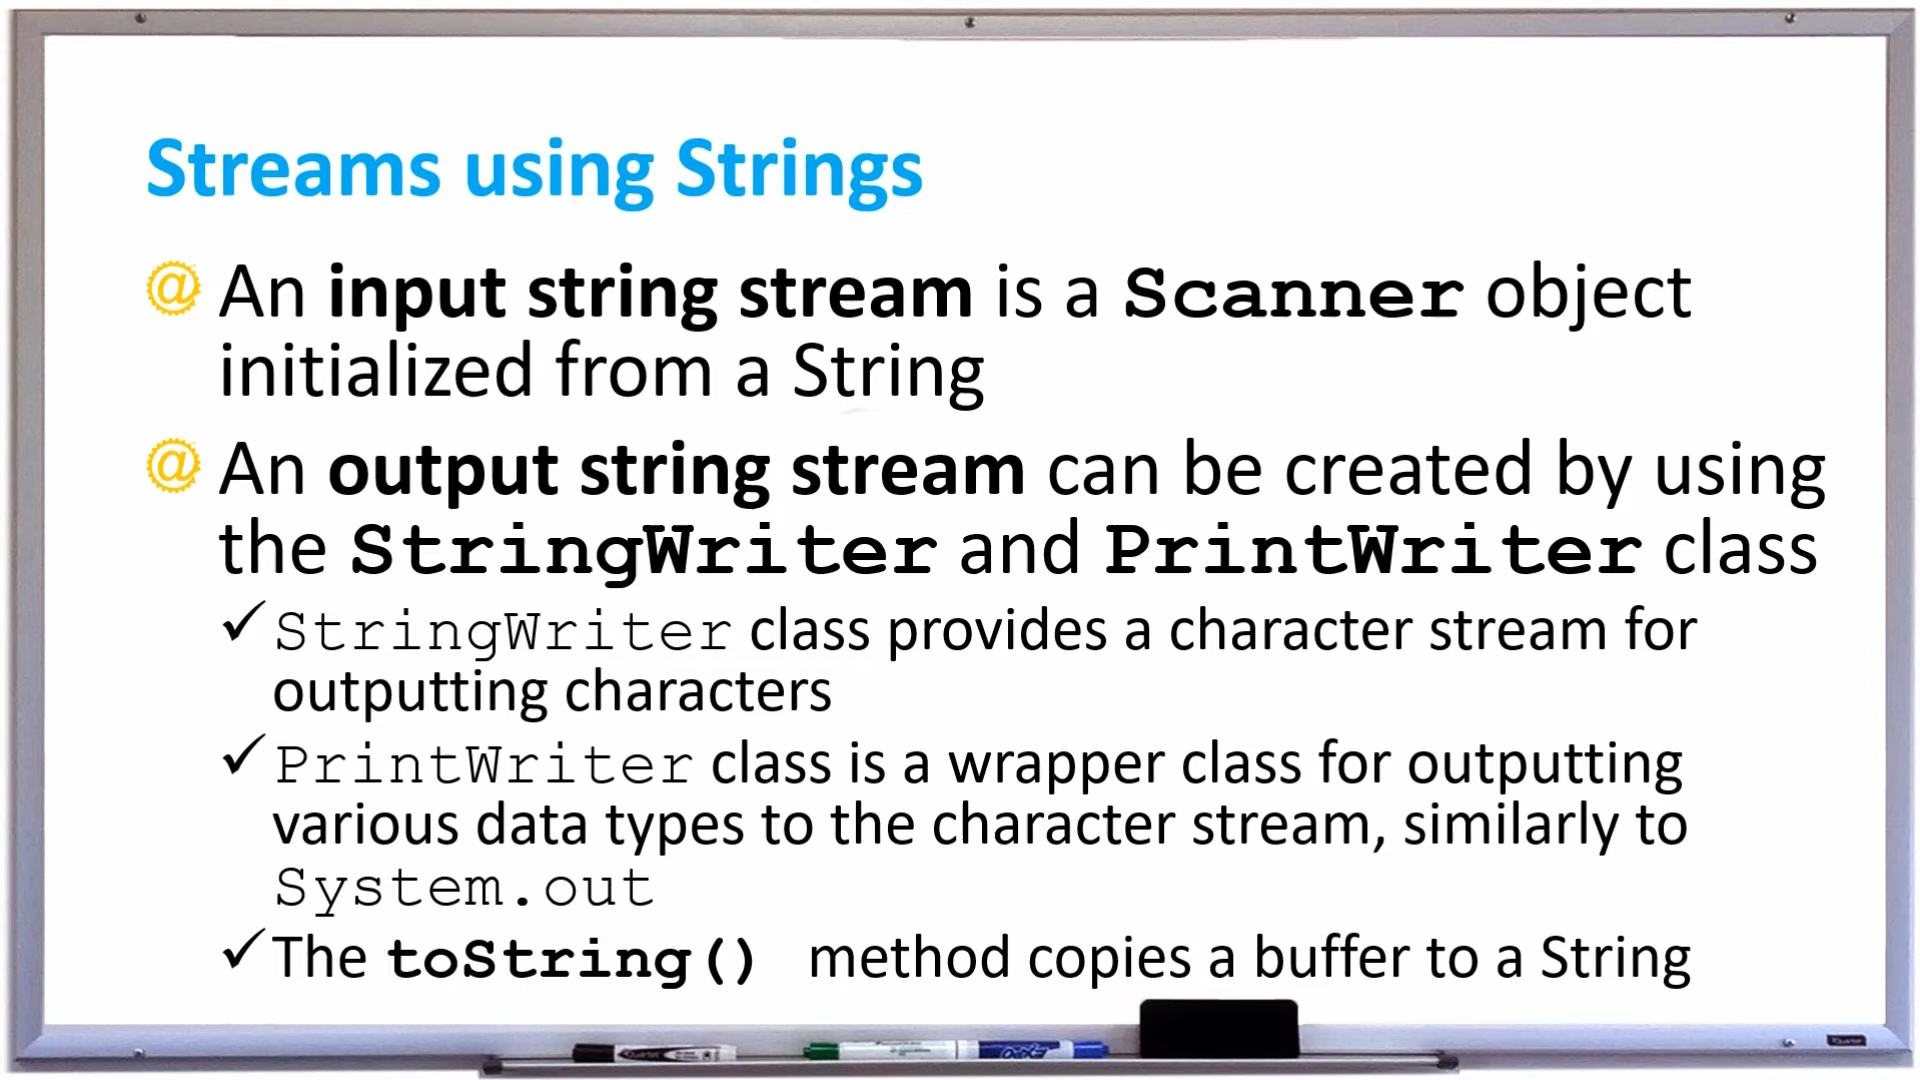 Streams using Strings
@ An input string stream is a Scanner object
initialized from a String
@ An output string stream can be created by using
the StringWriter and PrintWriter class
✓ StringWriter class provides a character stream for
outputting characters
✓ PrintWriter class is a wrapper class for outputting
various data types to the character stream, similarly to
System.out
✓ The toString() method copies a buffer to a String